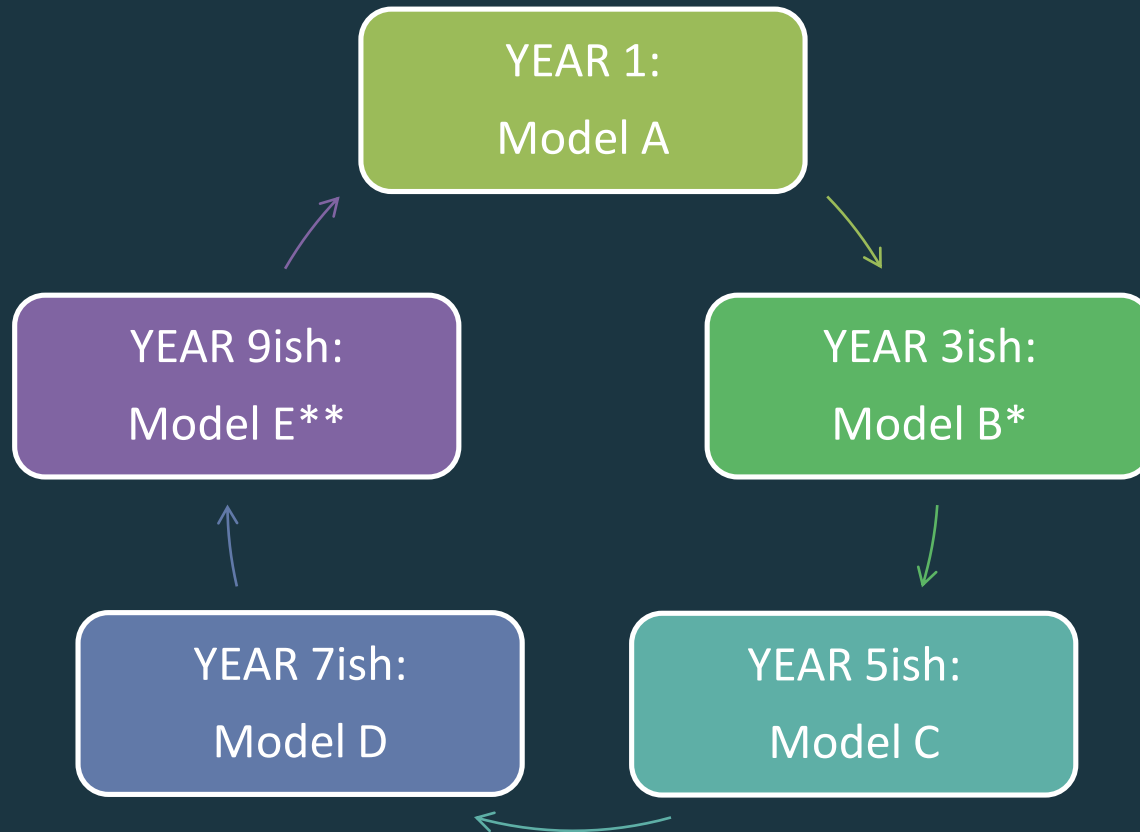 YEAR 1:
Model A
YEAR 3ish:
Model B*
YEAR 5ish:
Model C
YEAR 7ish:
Model D
YEAR 9ish:
Model E**